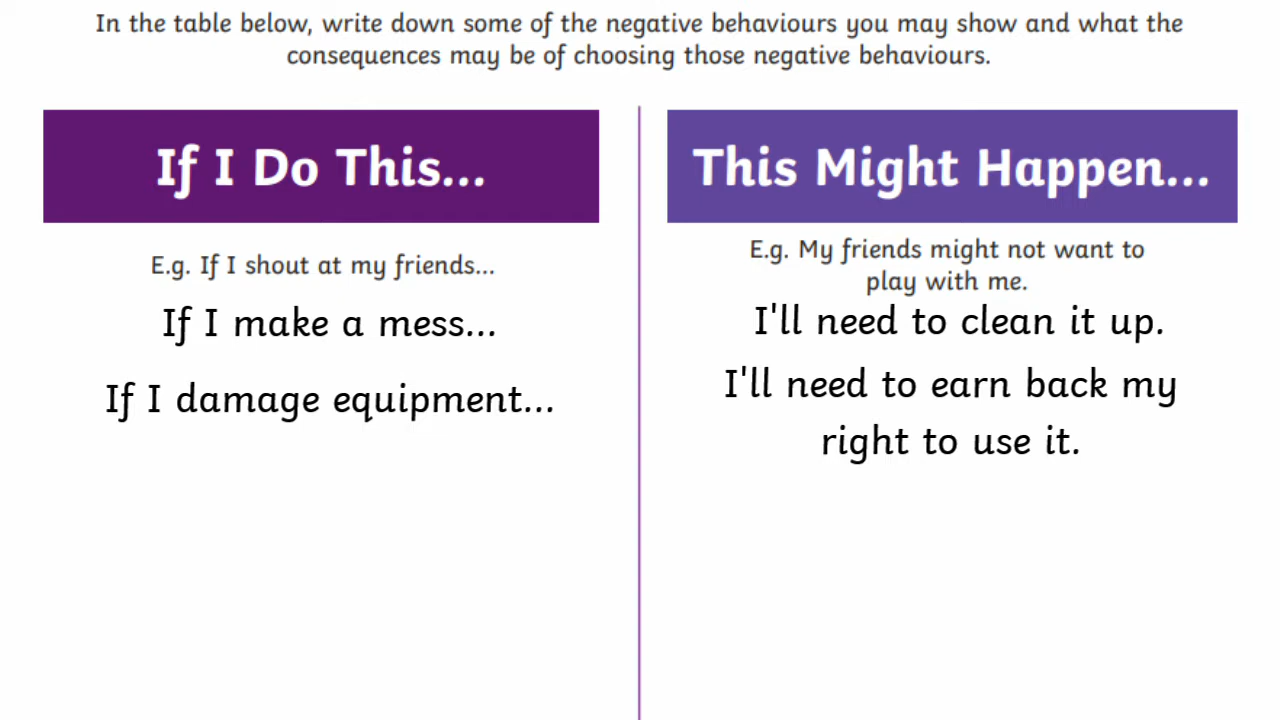 In the table below, write down some of the negative behaviours you may show and what the
consequences may be of choosing those negative behaviours.
If I Do This...
This Might Happen...
E.g. If I shout at my friends...
E.g. My friends might not want to
play with me.
If I make a mess...
I'll need to clean it up.
If I damage equipment...
I'll need to earn back my
right to use it.